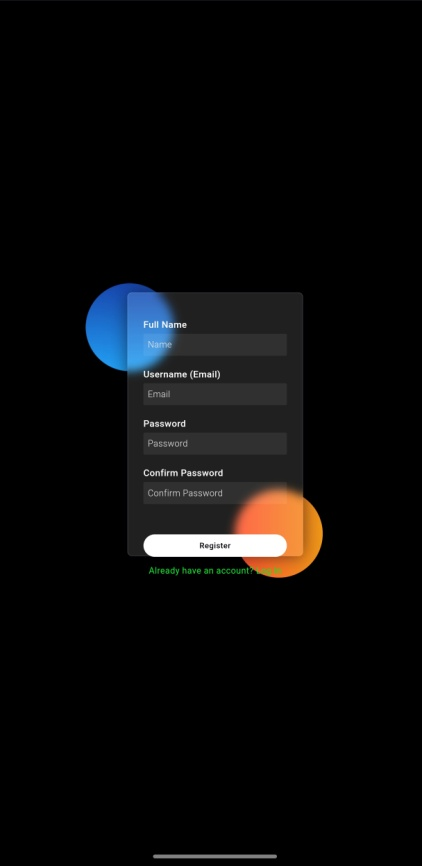 Full Name
Name
Username (Email)
Email
Password
Password
Confirm Password
Confirm Password
Register
Already have an account?